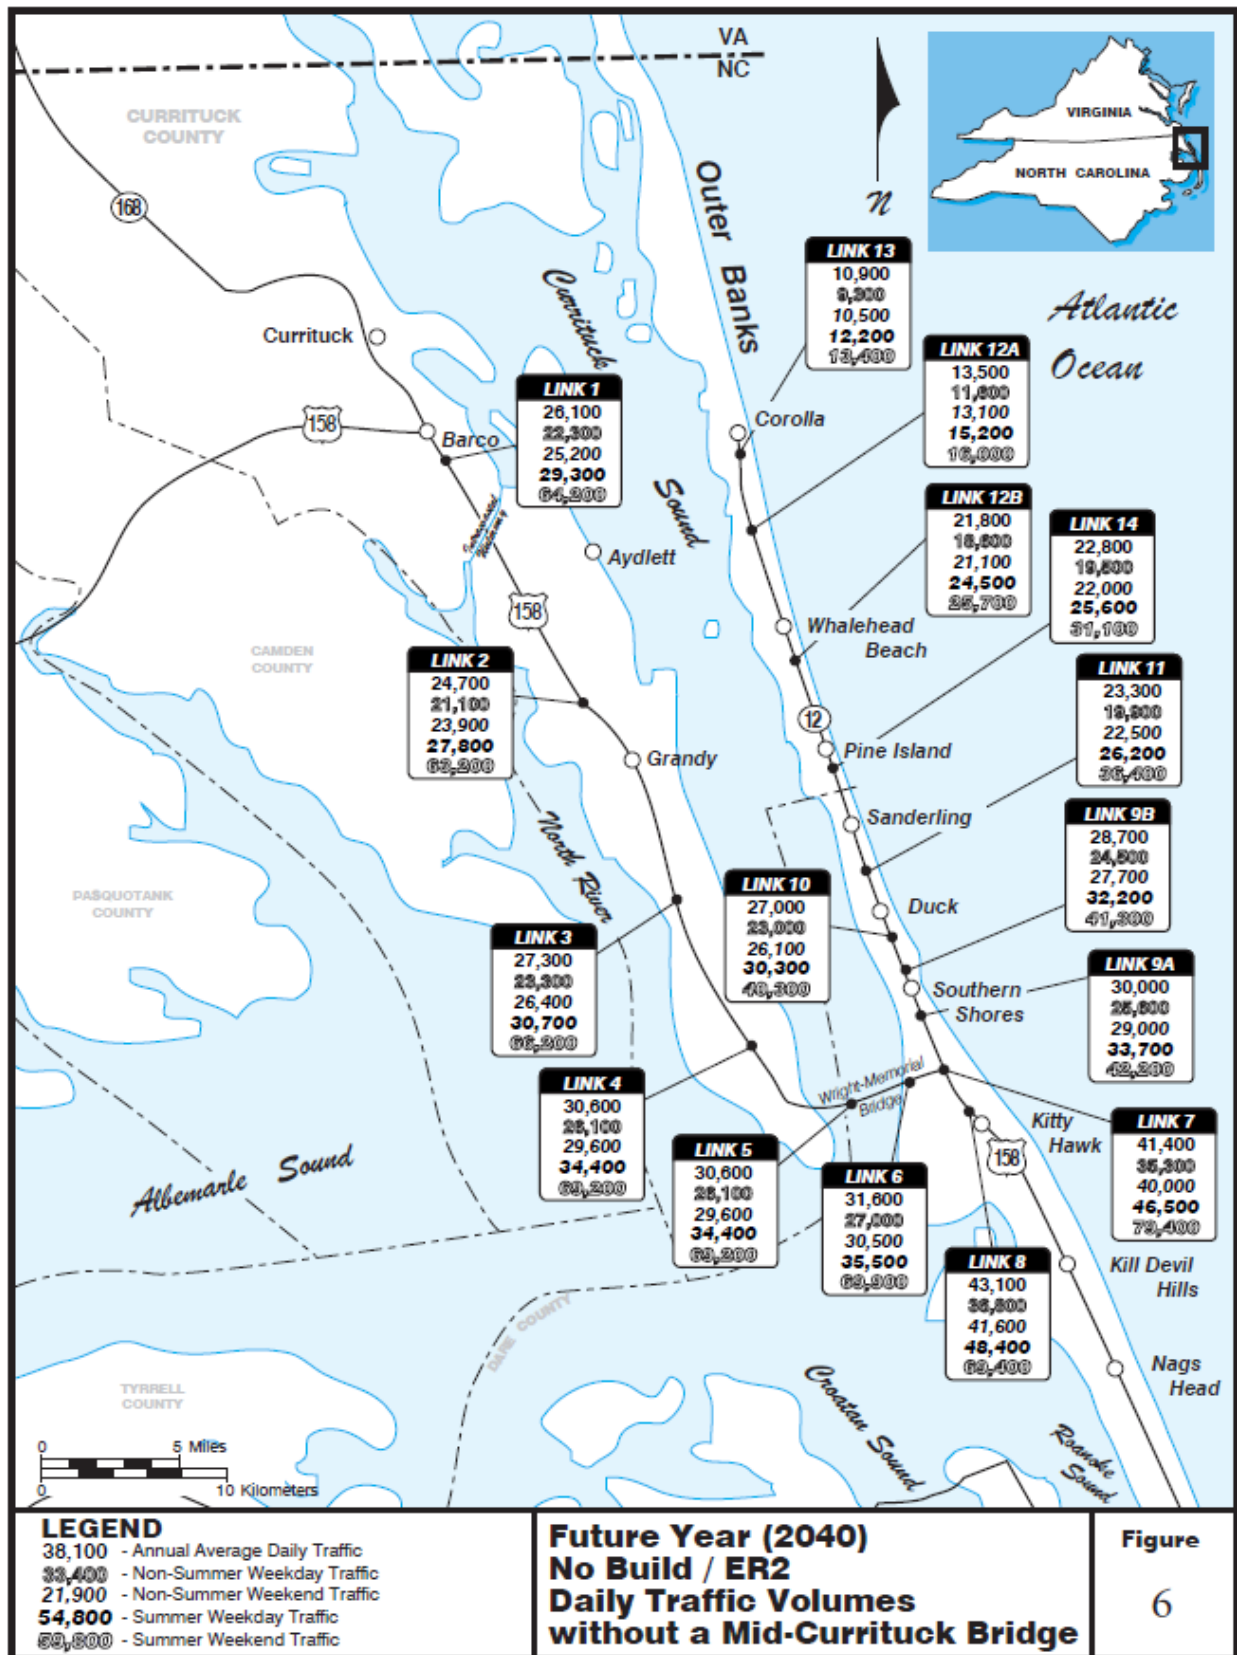 VA
NC
CURRITUCK
COUNTY
VIRGINIA
NORTH CAROLINA
N
168
Outer Banks
Currituck
Sound
Atlantic
Ocean
LINK 13
10,900
9,300
10,500
12,200
13,400
Currituck
LINK 12A
13,500
11,600
13,100
15,200
16,000
LINK 1
26,100
22,300
25,200
29,300
64,200
158
Barco
Corolla
LINK 12B
21,800
18,600
21,100
24,500
25,700
LINK 14
22,800
19,500
22,000
25,600
31,100
Aydlett
158
Whalehead
Beach
CAMDEN
COUNTY
LINK 2
24,700
21,100
23,900
27,800
63,200
LINK 11
23,300
19,900
22,500
26,200
36,400
12
Pine Island
Grandy
Sanderling
LINK 9B
28,700
24,500
27,700
32,200
41,300
North River
PASQUOTANK
COUNTY
LINK 10
27,000
23,000
26,100
30,300
40,300
Duck
LINK 3
27,300
23,300
26,400
30,700
66,200
LINK 9A
30,000
25,600
29,000
33,700
42,200
Southern
Shores
Wright-Memorial
Bridge
LINK 4
30,600
26,100
29,600
34,400
69,200
Kitty
Hawk
158
LINK 7
41,400
35,300
40,000
46,500
79,400
LINK 5
30,600
26,100
29,600
34,400
69,200
LINK 6
31,600
27,000
30,500
35,500
69,900
Albemarle Sound
LINK 8
43,100
36,800
41,600
48,400
69,400
Kill Devil
Hills
DARE COUNTY
Nags
Head
TYRRELL
COUNTY
Croatan Sound
Roanoke
Sound
0 5 Miles
0 10 Kilometers
LEGEND
38,100 - Annual Average Daily Traffic
33,400 - Non-Summer Weekday Traffic
21,900 - Non-Summer Weekend Traffic
54,800 - Summer Weekday Traffic
59,800 - Summer Weekend Traffic
Future Year (2040)
No Build / ER2
Daily Traffic Volumes
without a Mid-Currituck Bridge
Figure
6